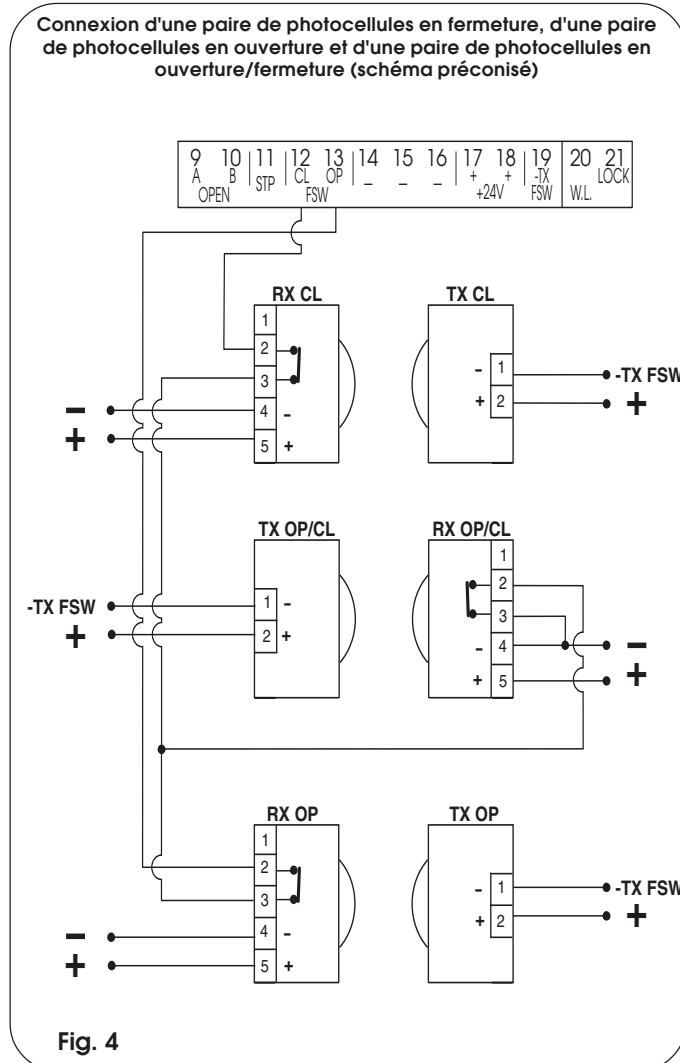 Connexion d'une paire de photocellules en fermeture, d'une paire
de photocellules en ouverture et d'une paire de photocellules en
ouverture/fermeture (schéma préconisé)
9 10 11 12 13 14 15 16 17 18 19 20 21
A B STP CL OP – – – + + -TX LOCK
OPEN FSW +24V FSW W.L.
RX CL TX CL
1
2
3
4 -
5 +
-
+
- 1
+ 2
-TX FSW
+
TX OP/CL RX OP/CL
-TX FSW
+
1 -
2 +
1
2
3
- 4
+ 5
-
+
RX OP TX OP
1
2
3
4 -
5 +
-
+
- 1
+ 2
-TX FSW
+
Fig. 4